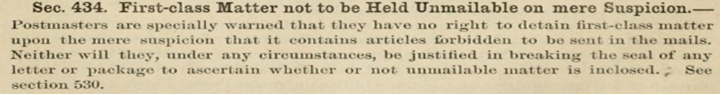 Sec. 434. First-class Matter not to be Held Unmailable on mere Suspicion.—
Postmasters are specially warned that they have no right to detain first-class matter
upon the mere suspicion that it contains articles forbidden to be sent in the mails.
Neither will they, under any circumstances, be justified in breaking the seal of any
letter or package to ascertain whether or not unmailable matter is inclosed. See
section 530.